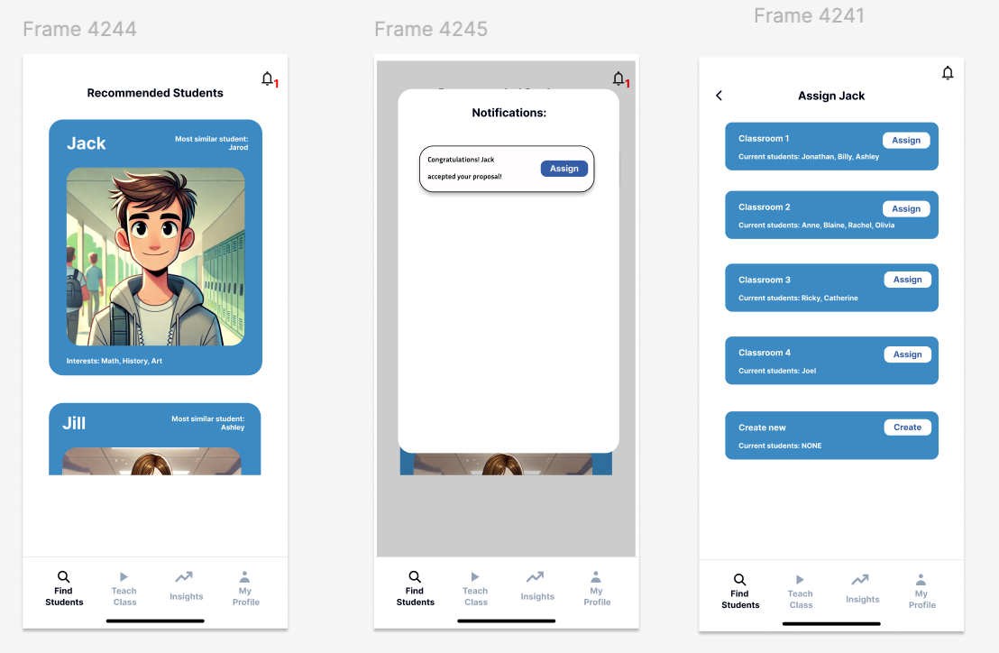 Frame 4244
1
Recommended Students
Jack
Most similar student:
Jarod
Interests: Math, History, Art
Jill
Most similar student:
Ashley
Find
Students
Teach
Class
Insights
My
Profile
Frame 4245
1
Notifications:
Congratulations! Jack
accepted your proposal!
Assign
Find
Students
Teach
Class
Insights
My
Profile
Frame 4241
Assign Jack
Classroom 1
Assign
Current students: Jonathan, Billy, Ashley
Classroom 2
Assign
Current students: Anne, Blaine, Rachel, Olivia
Classroom 3
Assign
Current students: Ricky, Catherine
Classroom 4
Assign
Current students: Joel
Create new
Create
Current students: NONE
Find
Students
Teach
Class
Insights
My
Profile